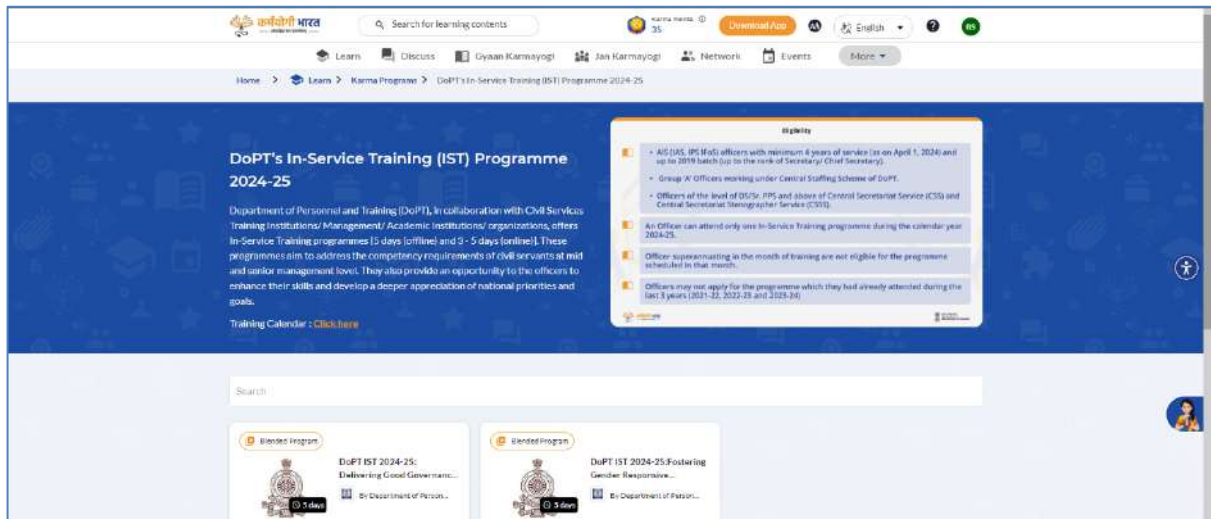 कर्मयोगी भारत
Search for learning contents
Karma Points
35
Download App
English
RS
Learn
Discuss
Gyaan Karmayogi
Jan Karmayogi
Network
Events
More
Home > Learn > Karma Programs > DoPT's In-Service Training (IST) Programme 2024-25
DoPT's In-Service Training (IST) Programme
2024-25
Department of Personnel and Training (DoPT), in collaboration with Civil Services
Training Institutions/ Management/ Academic Institutions/ organizations, offers
In-Service Training programmes [5 days (offline) and 3 - 5 days (online)]. These
programmes aim to address the competency requirements of civil servants at mid
and senior management level. They also provide an opportunity to the officers to
enhance their skills and develop a deeper appreciation of national priorities and
goals.
Training Calendar : Click here
Eligibility
• AIS (IAS, IPS IFoS) officers with minimum 4 years of service (as on April 1, 2024) and
up to 2019 batch (up to the rank of Secretary/ Chief Secretary).
• Group 'A' Officers working under Central Staffing Scheme of DoPT.
• Officers of the level of DS/Sr. PPS and above of Central Secretariat Service (CSS) and
Central Secretariat Stenographer Service (CSSS).
An Officer can attend only one In-Service Training programme during the calendar year
2024-25.
Officer superannuating in the month of training are not eligible for the programme
scheduled in that month.
Officers may not apply for the programme which they had already attended during the
last 3 years (2021-22, 2022-23 and 2023-24)
Search
Blended Program
DoPT IST 2024-25:
Delivering Good Governanc...
By Department of Person...
5 days
Blended Program
DoPT IST 2024-25:Fostering
Gender Responsive...
By Department of Person...
5 days